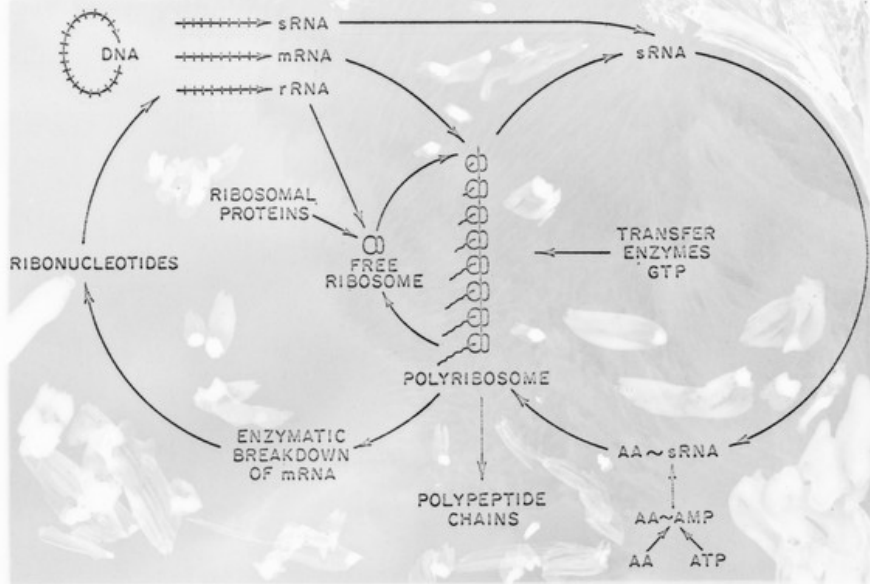 DNA
sRNA
mRNA
rRNA
sRNA
RIBOSOMAL
PROTEINS
FREE
RIBOSOME
TRANSFER
ENZYMES
GTP
RIBONUCLEOTIDES
POLYRIBOSOME
ENZYMATIC
BREAKDOWN
OF mRNA
POLYPEPTIDE
CHAINS
AA~sRNA
AA~AMP
AA
ATP